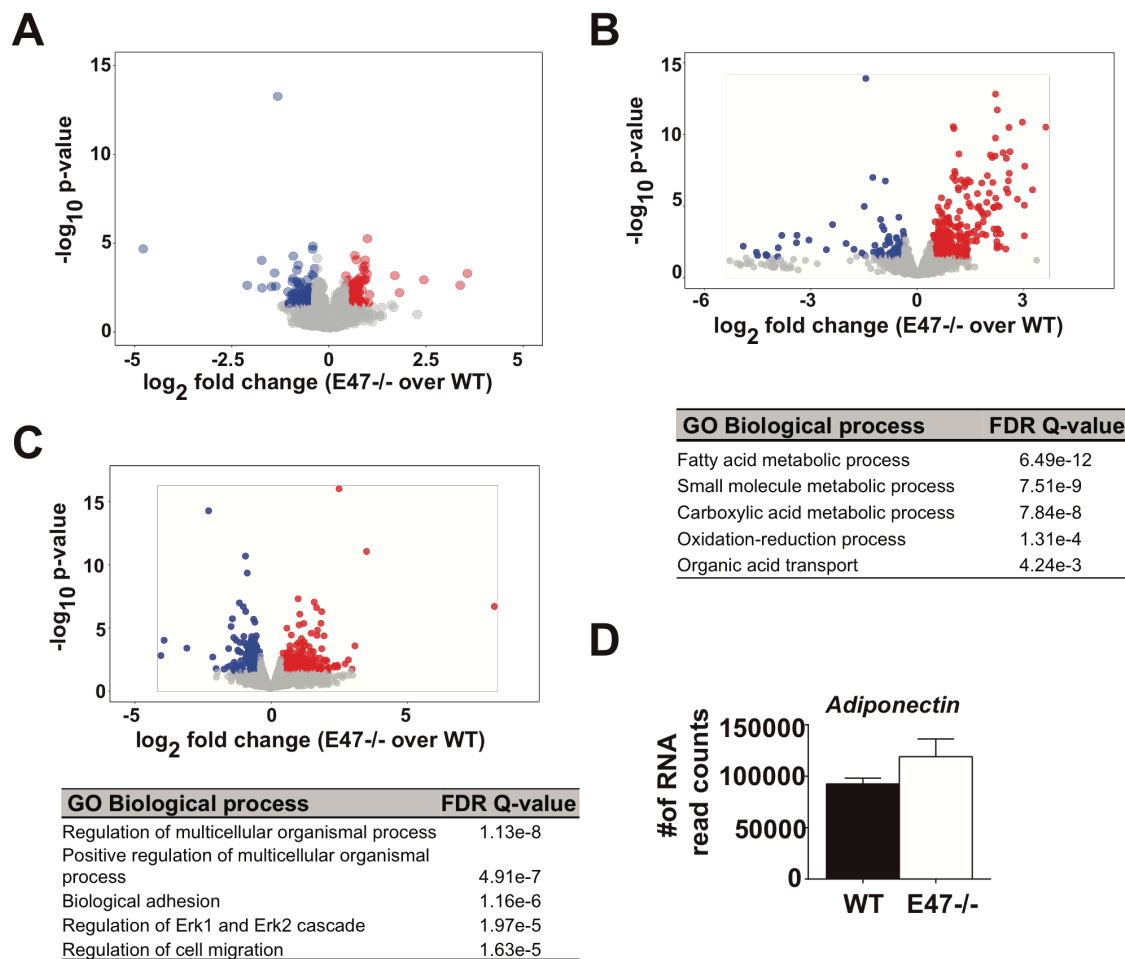 A
15
10
5
0
-log10 p-value
-5
-2.5
0
2.5
5
log2 fold change (E47-/- over WT)
B
15
10
5
0
-log10 p-value
-6
-3
0
3
log2 fold change (E47-/- over WT)
GO Biological process FDR Q-value
Fatty acid metabolic process 6.49e-12
Small molecule metabolic process 7.51e-9
Carboxylic acid metabolic process 7.84e-8
Oxidation-reduction process 1.31e-4
Organic acid transport 4.24e-3
C
15
10
5
0
-log10 p-value
-5
0
5
log2 fold change (E47-/- over WT)
GO Biological process FDR Q-value
Regulation of multicellular organismal process 1.13e-8
Positive regulation of multicellular organismal
process 4.91e-7
Biological adhesion 1.16e-6
Regulation of Erk1 and Erk2 cascade 1.97e-5
Regulation of cell migration 1.63e-5
D
Adiponectin
150000
100000
50000
0
#of RNA
read counts
WT E47-/-